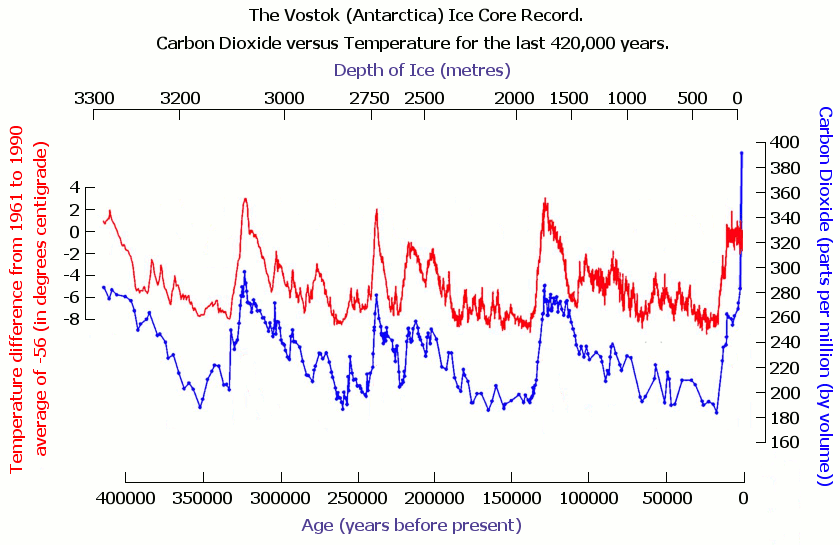 The Vostok (Antarctica) Ice Core Record.
Carbon Dioxide versus Temperature for the last 420,000 years.
Depth of Ice (metres)
3300 3200 3000 2750 2500 2000 1500 1000 500 0
Temperature difference from 1961 to 1990
average of -56 (in degrees centigrade)
4
2
0
-2
-4
-6
-8
400
380
360
340
320
300
280
260
240
220
200
180
160
Carbon Dioxide (parts per million (by volume))
400000 350000 300000 250000 200000 150000 100000 50000 0
Age (years before present)